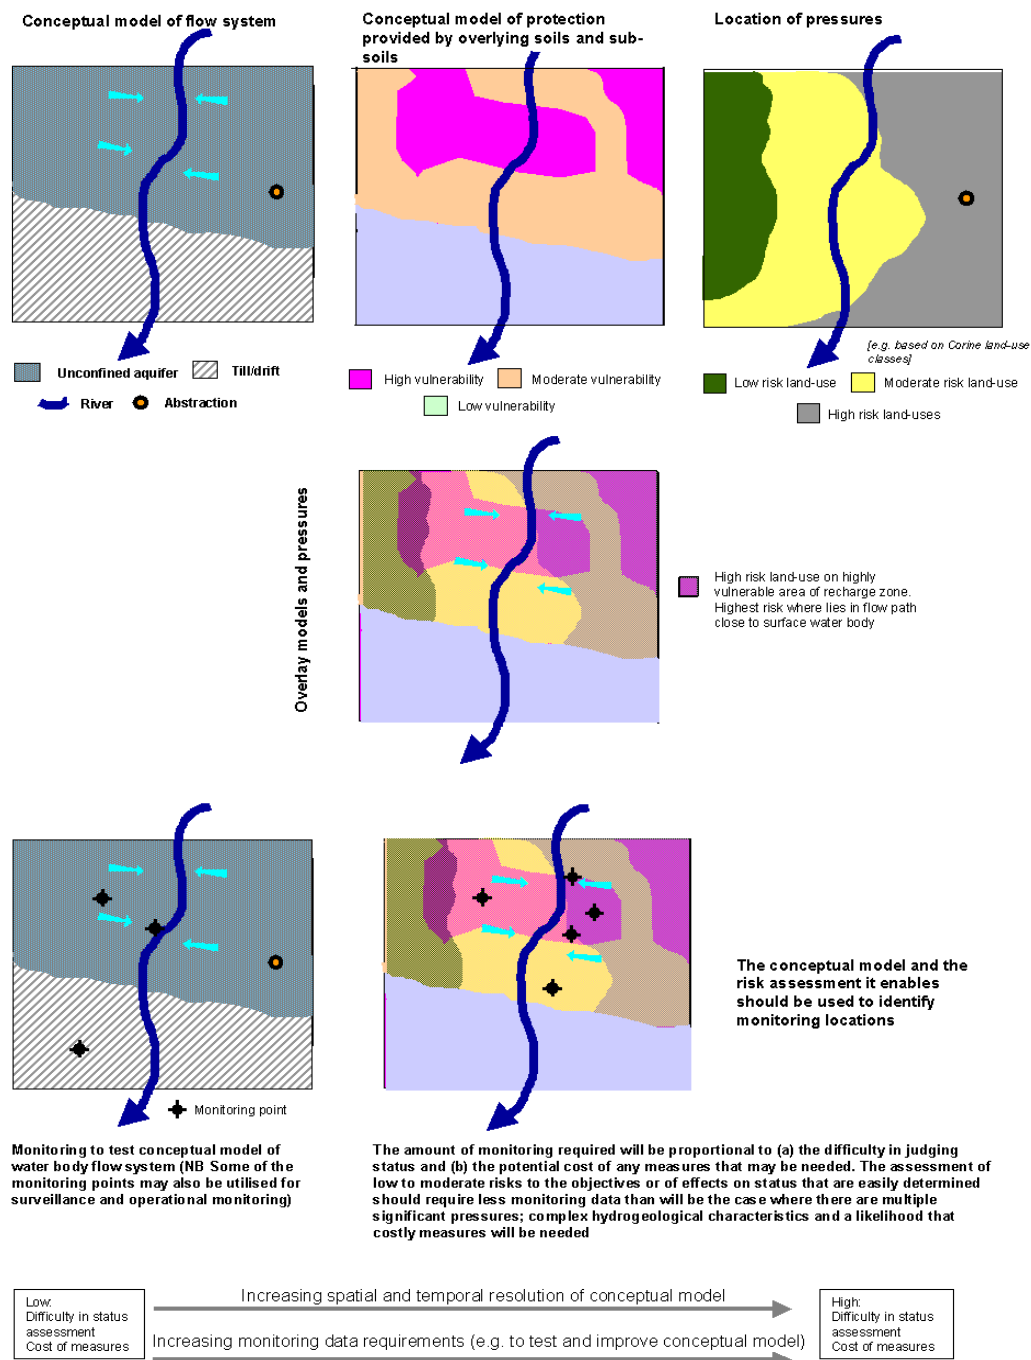 Conceptual model of flow system
Conceptual model of protection
provided by overlying soils and sub-
soils
Location of pressures
[e.g. based on Corine land-use
classes]
Unconfined aquifer
Till/drift
River
Abstraction
High vulnerability
Moderate vulnerability
Low vulnerability
Low risk land-use
Moderate risk land-use
High risk land-uses
Overlay models and pressures
High risk land-use on highly
vulnerable area of recharge zone.
Highest risk where lies in flow path
close to surface water body
The conceptual model and the
risk assessment it enables
should be used to identify
monitoring locations
Monitoring point
Monitoring to test conceptual model of
water body flow system (NB Some of the
monitoring points may also be utilised for
surveillance and operational monitoring)
The amount of monitoring required will be proportional to (a) the difficulty in judging
status and (b) the potential cost of any measures that may be needed. The assessment of
low to moderate risks to the objectives or of effects on status that are easily determined
should require less monitoring data than will be the case where there are multiple
significant pressures; complex hydrogeological characteristics and a likelihood that
costly measures will be needed
Low:
Difficulty in status
assessment
Cost of measures
Increasing spatial and temporal resolution of conceptual model
Increasing monitoring data requirements (e.g. to test and improve conceptual model)
High:
Difficulty in status
assessment
Cost of measures